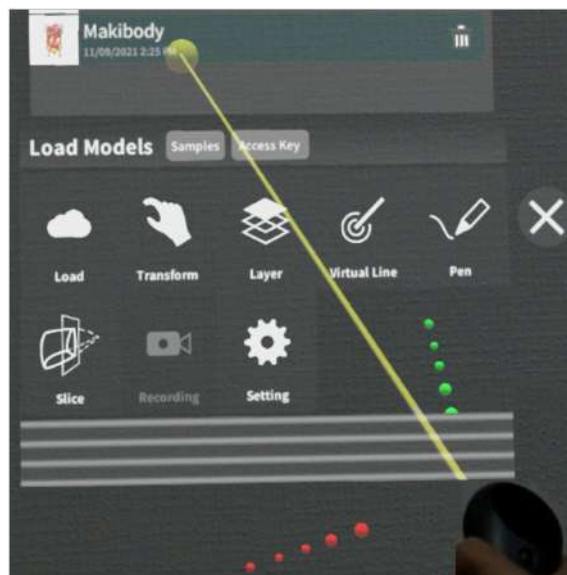 Makibody
11/09/2021 2:25 PM
Load Models Samples Access Key
Load Transform Layer Virtual Line Pen
Slice Recording Setting